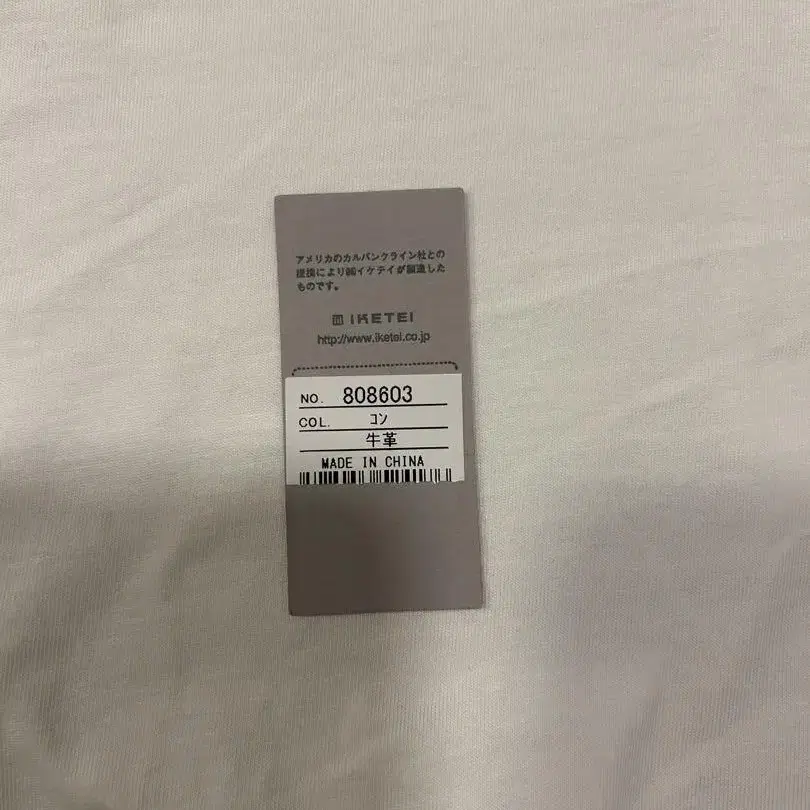 アメリカのカルバンクライン社との
提携により㈱イケテイが製造した
ものです。
IKETEI
http://www.iketei.co.jp
NO. 808603
COL. コン
牛革
MADE IN CHINA